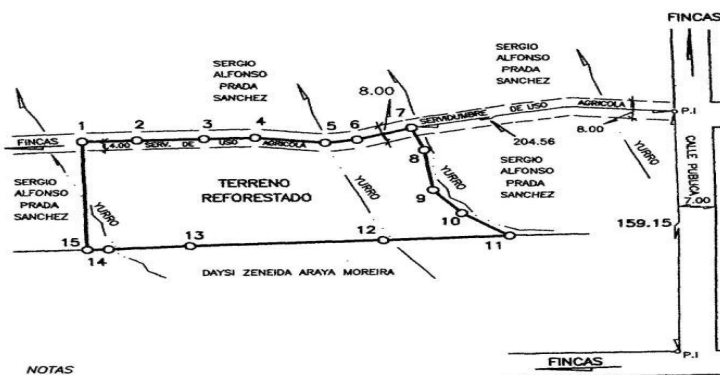 FINCAS
SERGIO
ALFONSO
PRADA
SANCHEZ
SERGIO
ALFONSO
PRADA
SANCHEZ
8.00
1
2
3
4
5
6
7
SERVIDUMBRE DE USO AGRICOLA
P.I
FINCAS
4.00 SERV. DE USO AGRICOLA
204.56
8.00
8
SERGIO
ALFONSO
PRADA
SANCHEZ
YURRO
TERRENO
REFORESTADO
YURRO
SERGIO
ALFONSO
PRADA
SANCHEZ
YURRO
YURRO
CALLE PUBLICA
7.00
9
10
159.15
11
12
13
14
15
DAYSI ZENEIDA ARAYA MOREIRA
P.I
FINCAS
NOTAS